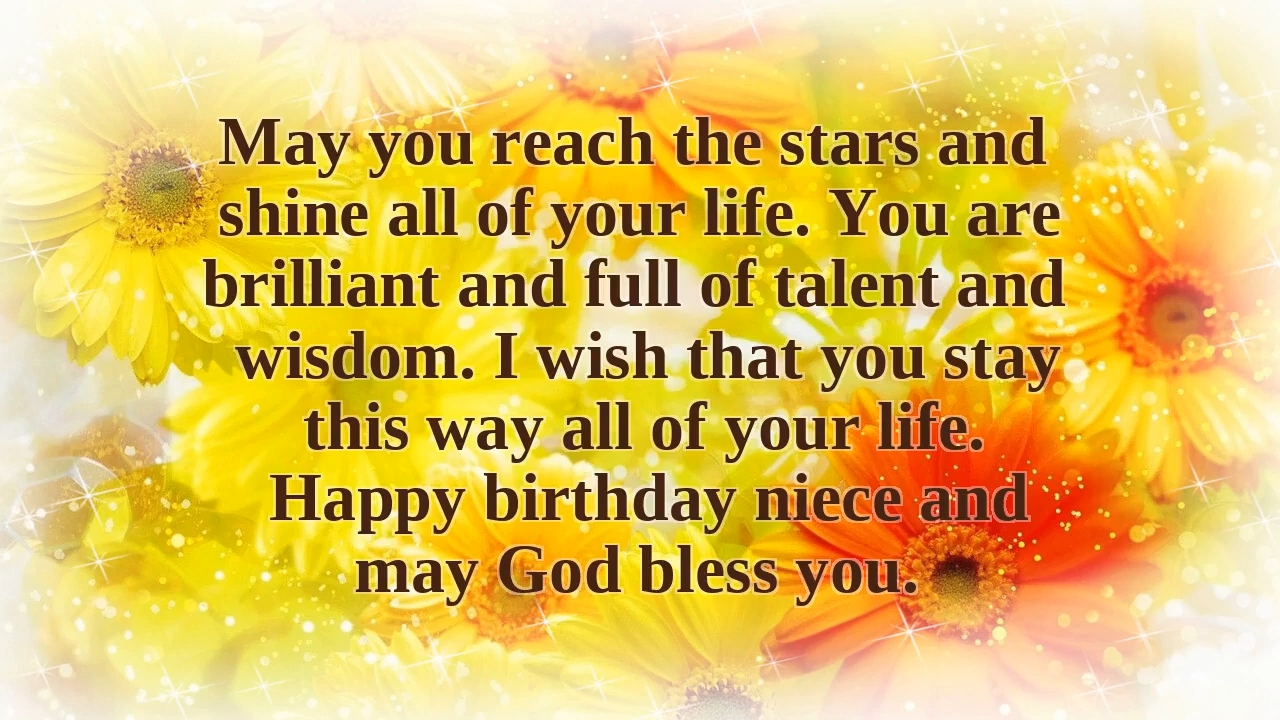 May you reach the stars and
shine all of your life. You are
brilliant and full of talent and
wisdom. I wish that you stay
this way all of your life.
Happy birthday niece and
may God bless you.